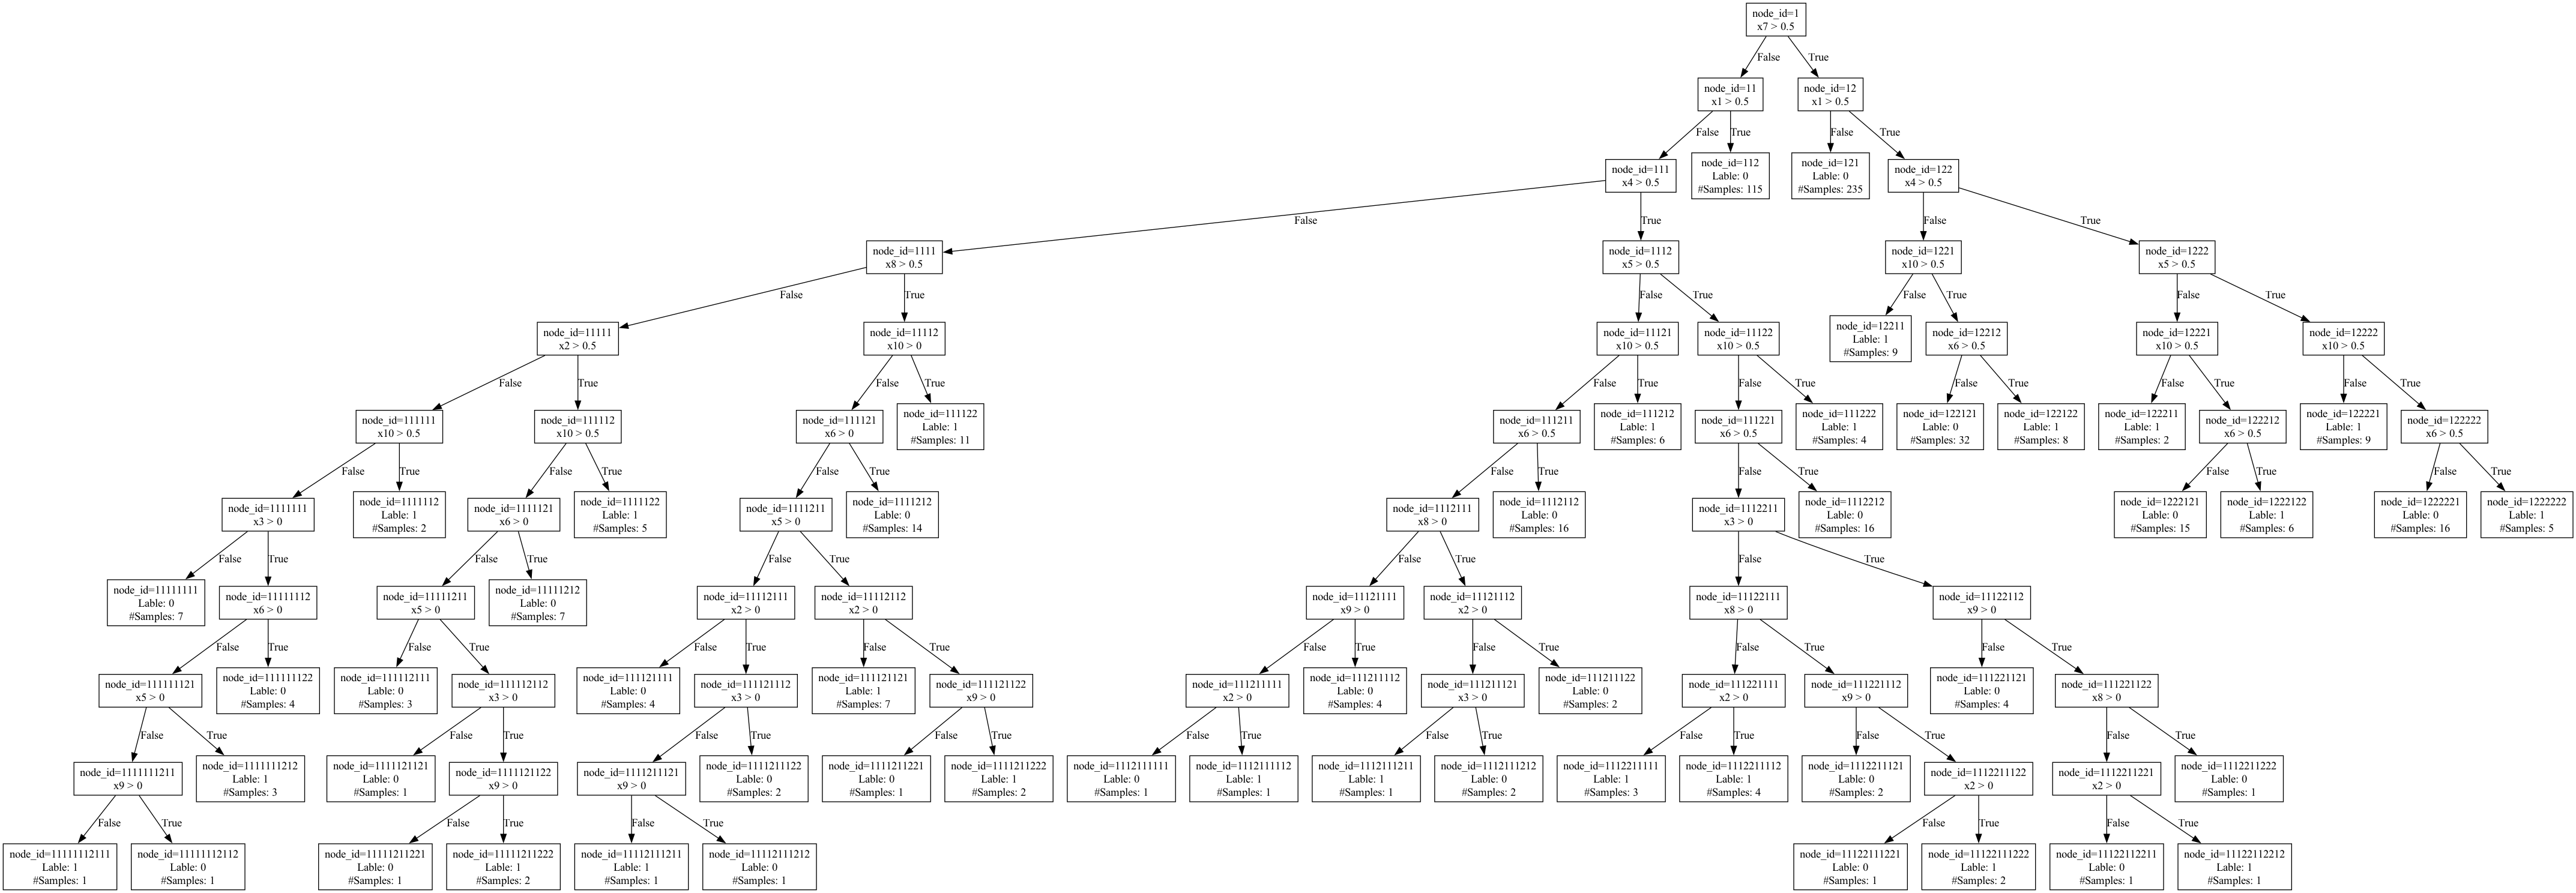 node_id=1
x7 > 0.5
False
True
node_id=11
x1 > 0.5
node_id=12
x1 > 0.5
False
True
False
True
node_id=111
x4 > 0.5
node_id=112
Lable: 0
#Samples: 115
node_id=121
Lable: 0
#Samples: 235
node_id=122
x4 > 0.5
False
True
False
True
node_id=1111
x8 > 0.5
node_id=1112
x5 > 0.5
node_id=1221
x10 > 0.5
node_id=1222
x5 > 0.5
False
True
False
True
False
True
False
True
node_id=11111
x2 > 0.5
node_id=11112
x10 > 0
node_id=11121
x10 > 0.5
node_id=11122
x10 > 0.5
node_id=12211
Lable: 1
#Samples: 9
node_id=12212
x6 > 0.5
node_id=12221
x10 > 0.5
node_id=12222
x10 > 0.5
False
True
False
True
False
True
False
True
False
True
False
True
False
True
node_id=111111
x10 > 0.5
node_id=111112
x10 > 0.5
node_id=111121
x6 > 0
node_id=111122
Lable: 1
#Samples: 11
node_id=111211
x6 > 0.5
node_id=111212
Lable: 1
#Samples: 6
node_id=111221
x6 > 0.5
node_id=111222
Lable: 1
#Samples: 4
node_id=122121
Lable: 0
#Samples: 32
node_id=122122
Lable: 1
#Samples: 8
node_id=122211
Lable: 1
#Samples: 2
node_id=122212
x6 > 0.5
node_id=122221
Lable: 1
#Samples: 9
node_id=122222
x6 > 0.5
False
True
False
True
False
True
False
True
False
True
False
True
False
True
node_id=1111111
x3 > 0
node_id=1111112
Lable: 1
#Samples: 2
node_id=1111121
x6 > 0
node_id=1111122
Lable: 1
#Samples: 5
node_id=1111211
x5 > 0
node_id=1111212
Lable: 0
#Samples: 14
node_id=1112111
x8 > 0
node_id=1112112
Lable: 0
#Samples: 16
node_id=1112211
x3 > 0
node_id=1112212
Lable: 0
#Samples: 16
node_id=1222121
Lable: 0
#Samples: 15
node_id=1222122
Lable: 1
#Samples: 6
node_id=1222221
Lable: 0
#Samples: 16
node_id=1222222
Lable: 1
#Samples: 5
False
True
False
True
False
True
False
True
False
True
node_id=11111111
Lable: 0
#Samples: 7
node_id=11111112
x6 > 0
node_id=11111211
x5 > 0
node_id=11111212
Lable: 0
#Samples: 7
node_id=11112111
x2 > 0
node_id=11112112
x2 > 0
node_id=11121111
x9 > 0
node_id=11121112
x2 > 0
node_id=11122111
x8 > 0
node_id=11122112
x9 > 0
False
True
False
True
False
True
False
True
False
True
False
True
False
True
False
True
node_id=111111121
x5 > 0
node_id=111111122
Lable: 0
#Samples: 4
node_id=111112111
Lable: 0
#Samples: 3
node_id=111112112
x3 > 0
node_id=111121111
Lable: 0
#Samples: 4
node_id=111121112
x3 > 0
node_id=111121121
Lable: 1
#Samples: 7
node_id=111121122
x9 > 0
node_id=111211111
x2 > 0
node_id=111211112
Lable: 0
#Samples: 4
node_id=111211121
x3 > 0
node_id=111211122
Lable: 0
#Samples: 2
node_id=111221111
x2 > 0
node_id=111221112
x9 > 0
node_id=111221121
Lable: 0
#Samples: 4
node_id=111221122
x8 > 0
False
True
False
True
False
True
False
True
False
True
False
True
False
True
False
True
False
True
node_id=1111111211
x9 > 0
node_id=1111111212
Lable: 1
#Samples: 3
node_id=1111121121
Lable: 0
#Samples: 1
node_id=1111121122
x9 > 0
node_id=1111211121
x9 > 0
node_id=1111211122
Lable: 0
#Samples: 2
node_id=1111211221
Lable: 0
#Samples: 1
node_id=1111211222
Lable: 1
#Samples: 2
node_id=1112111111
Lable: 0
#Samples: 1
node_id=1112111112
Lable: 1
#Samples: 1
node_id=1112111211
Lable: 1
#Samples: 1
node_id=1112111212
Lable: 0
#Samples: 2
node_id=1112211111
Lable: 1
#Samples: 3
node_id=1112211112
Lable: 1
#Samples: 4
node_id=1112211121
Lable: 0
#Samples: 2
node_id=1112211122
x2 > 0
node_id=1112211221
x2 > 0
node_id=1112211222
Lable: 0
#Samples: 1
False
True
False
True
False
True
False
True
False
True
node_id=11111112111
Lable: 1
#Samples: 1
node_id=11111112112
Lable: 0
#Samples: 1
node_id=11111211221
Lable: 0
#Samples: 1
node_id=11111211222
Lable: 1
#Samples: 2
node_id=11112111211
Lable: 1
#Samples: 1
node_id=11112111212
Lable: 0
#Samples: 1
node_id=11122111221
Lable: 0
#Samples: 1
node_id=11122111222
Lable: 1
#Samples: 2
node_id=11122112211
Lable: 0
#Samples: 1
node_id=11122112212
Lable: 1
#Samples: 1